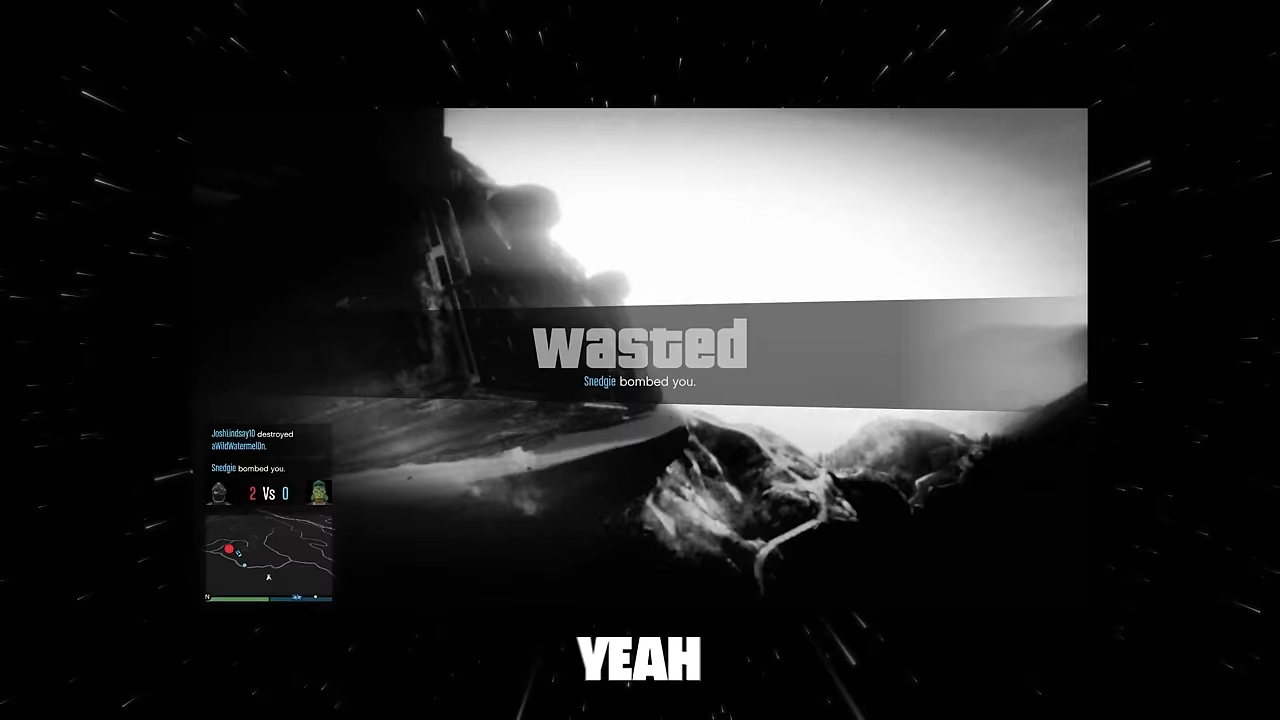 wasted
Snedgie bombed you.
JoshLindsay10 destroyed
aWildWatermel0n.
Snedgie bombed you.
2 Vs 0
N
YEAH